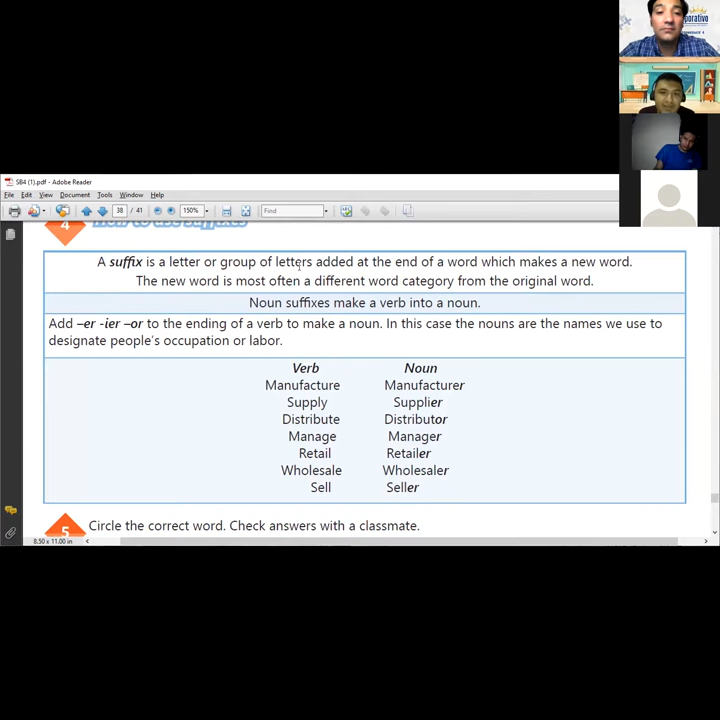 porativo
SB4 (1).pdf - Adobe Reader
File Edit View Document Tools Window Help
38 / 41 150% Find
4 How to use suffixes
A suffix is a letter or group of letters added at the end of a word which makes a new word.
The new word is most often a different word category from the original word.
Noun suffixes make a verb into a noun.
Add –er -ier –or to the ending of a verb to make a noun. In this case the nouns are the names we use to
designate people's occupation or labor.
Verb Noun
Manufacture Manufacturer
Supply Supplier
Distribute Distributor
Manage Manager
Retail Retailer
Wholesale Wholesaler
Sell Seller
5 Circle the correct word. Check answers with a classmate.
8.50 x 11.00 in